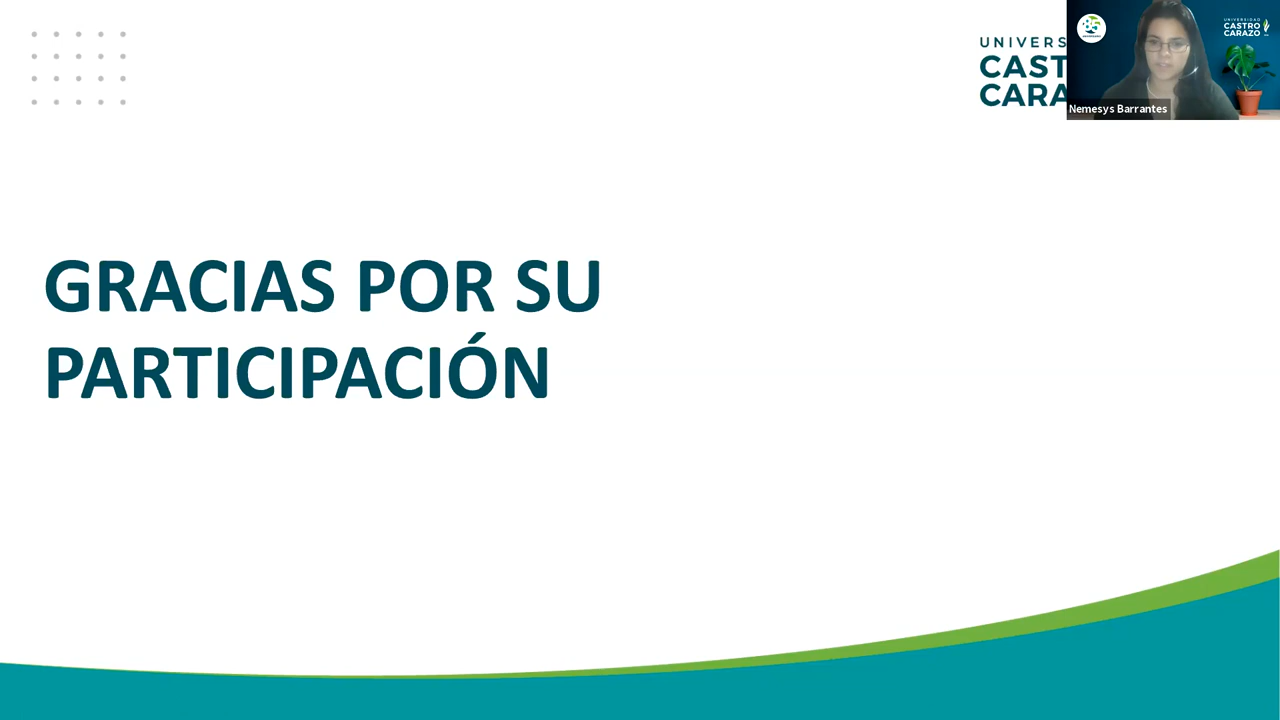 UNIVERS
CAST
CARA
UNIVERSIDAD
CASTRO
CARAZO
Nemesys Barrantes
GRACIAS POR SU
PARTICIPACIÓN